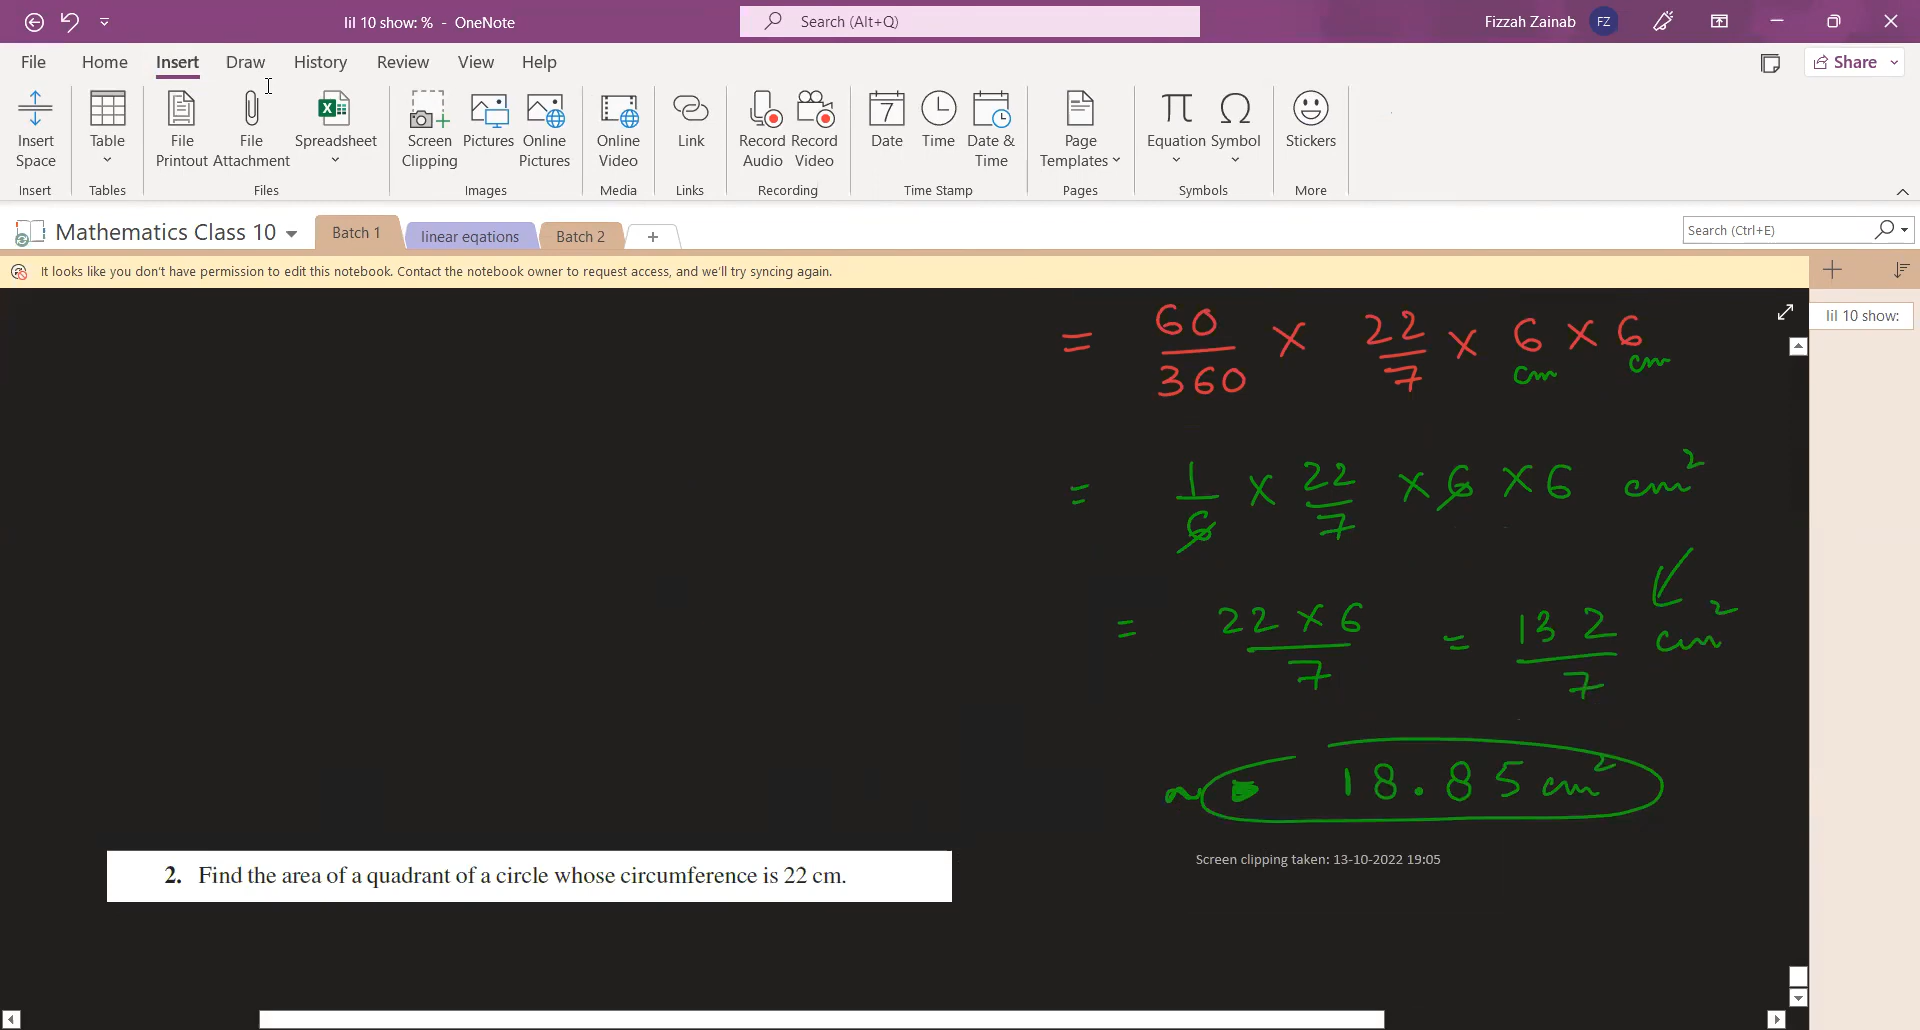 lil 10 show: % - OneNote
Search (Alt+Q)
Fizzah Zainab FZ
File Home Insert Draw History Review View Help
Share
Insert Space
Table
File Printout
File Attachment
Spreadsheet
Screen Clipping
Pictures
Online Pictures
Online Video
Link
Record Audio
Record Video
7
Date
Time
Date & Time
Page Templates
π
Equation
Ω
Symbol
Stickers
Insert Tables Files Images Media Links Recording Time Stamp Pages Symbols More
Mathematics Class 10 Batch 1 linear eqations Batch 2 +
Search (Ctrl+E)
It looks like you don't have permission to edit this notebook. Contact the notebook owner to request access, and we'll try syncing again.
lil 10 show:
= 60/360 × 22/7 × 6 cm × 6 cm
= 1/6 × 22/7 × 6 × 6 cm²
= 22 × 6/7 = 132/7 cm²
~ 18.85 cm²
Screen clipping taken: 13-10-2022 19:05
2. Find the area of a quadrant of a circle whose circumference is 22 cm.